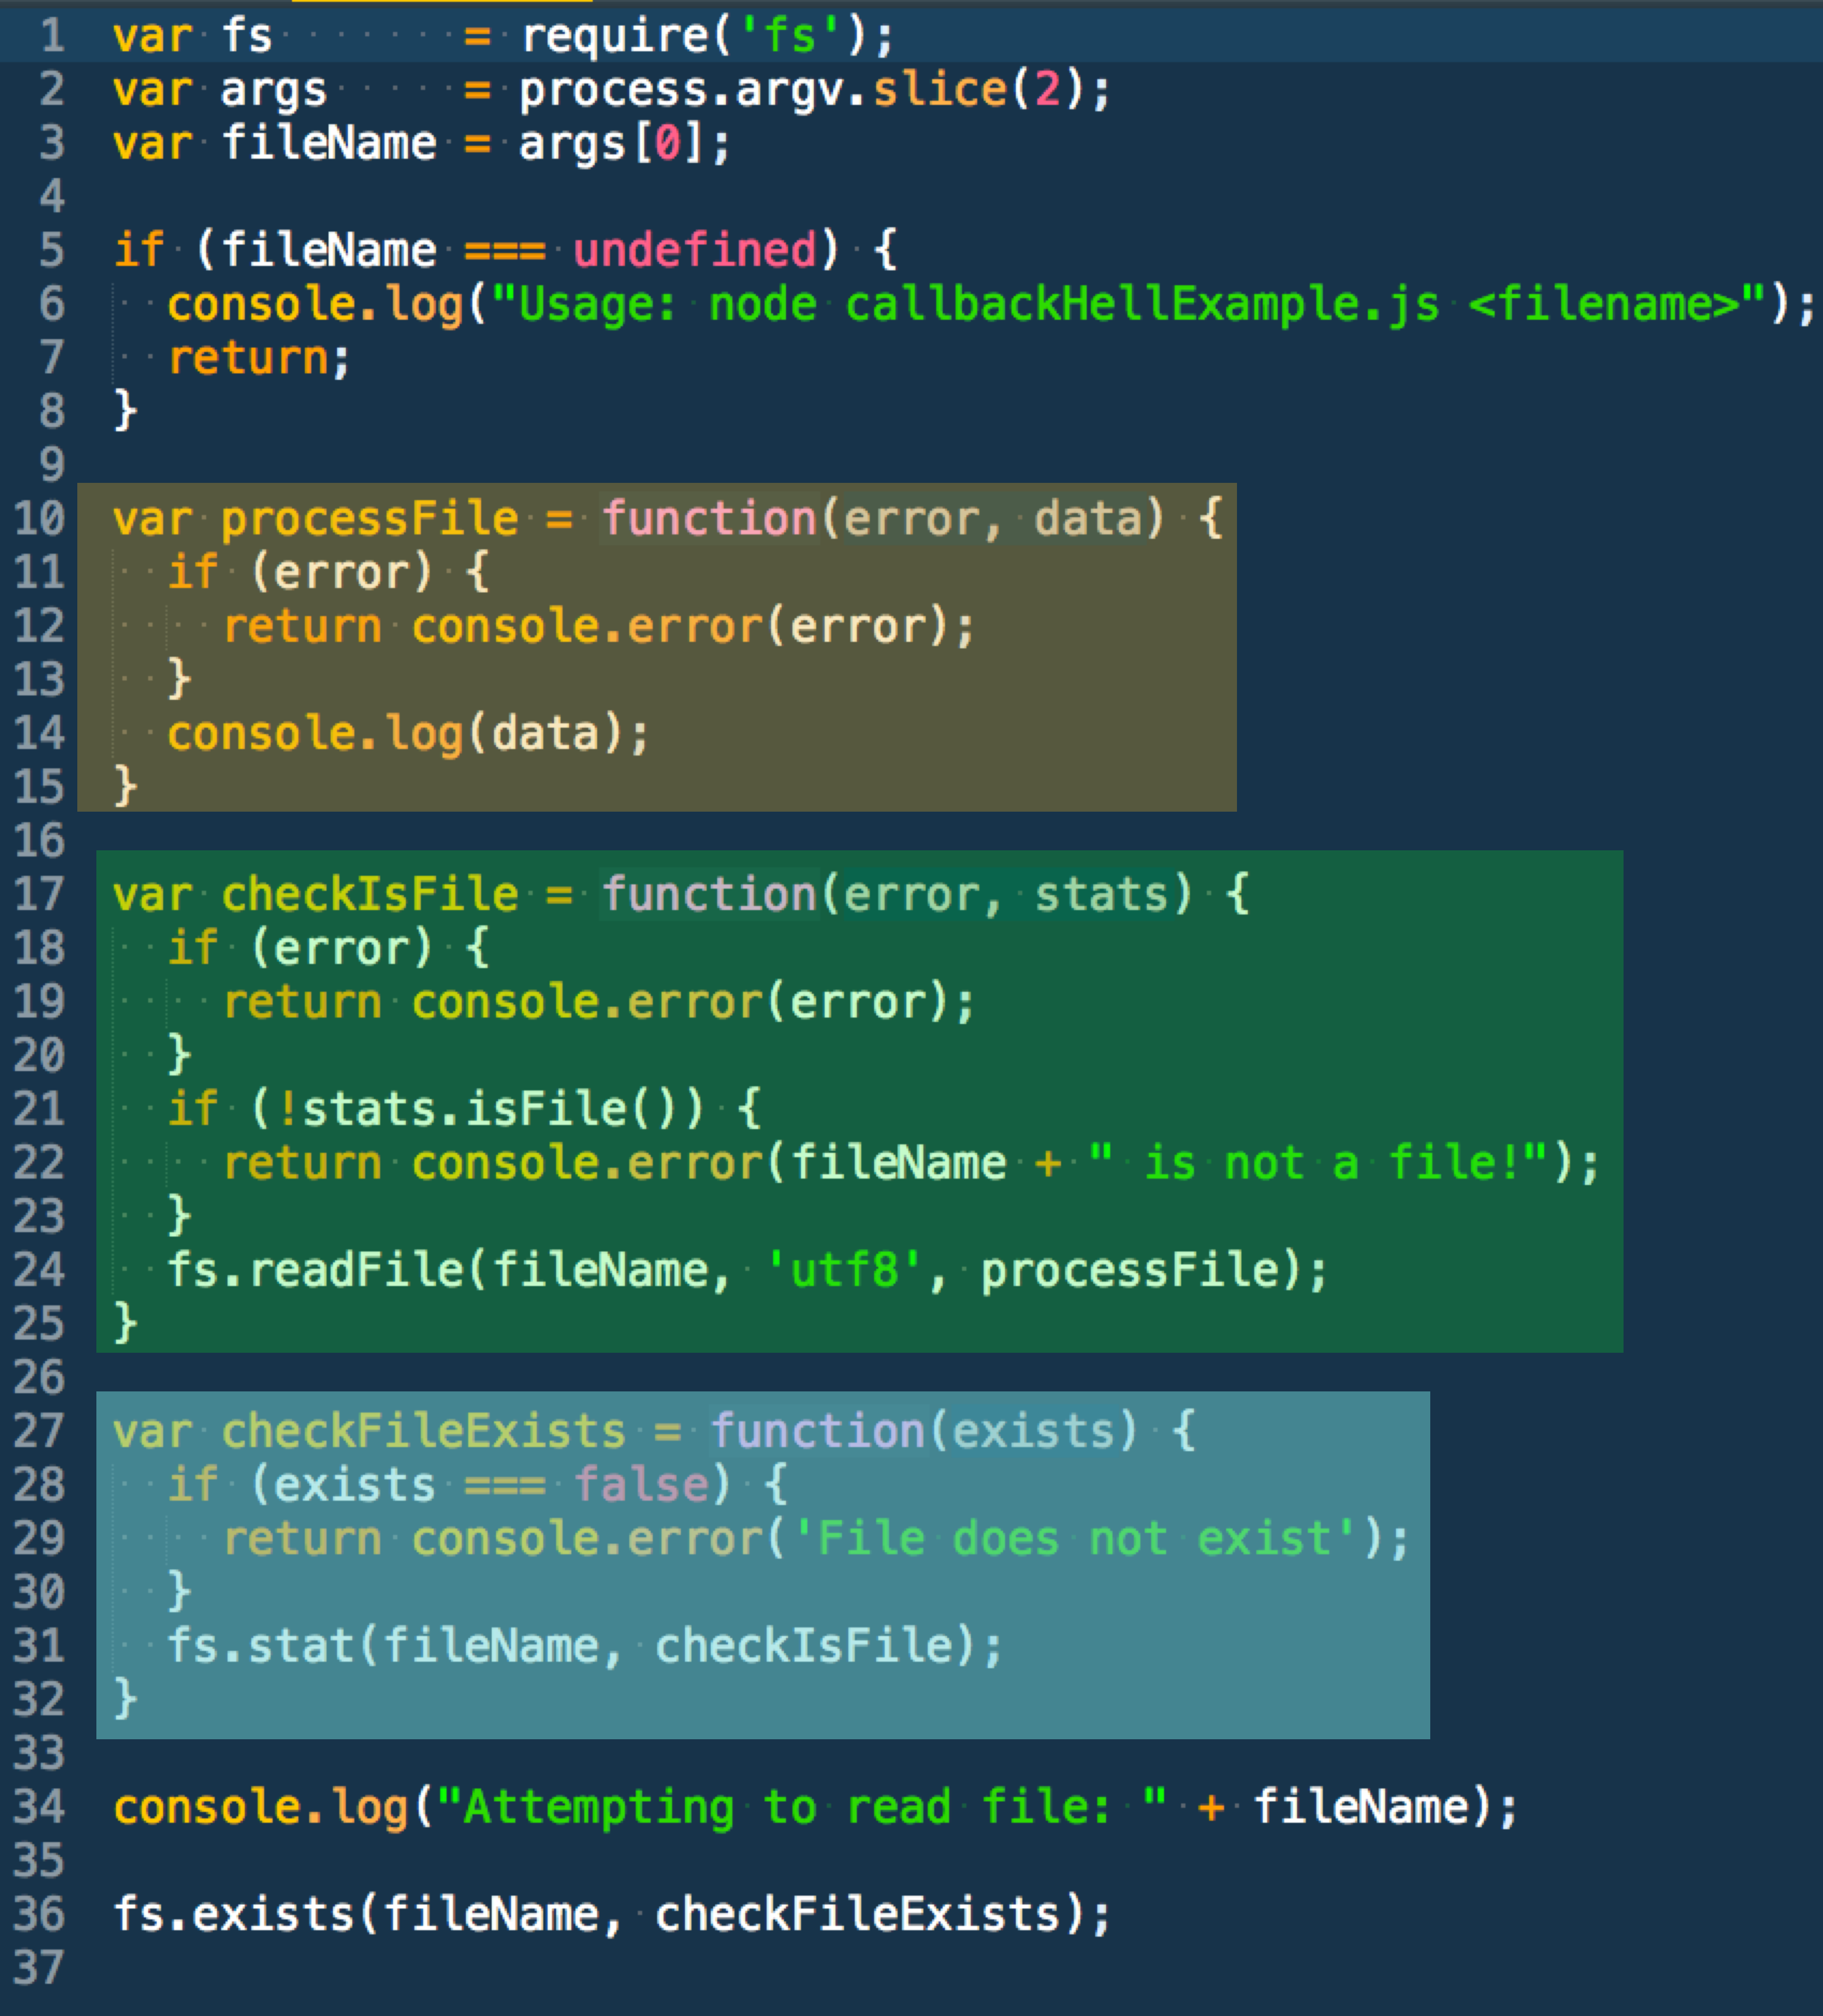 1 var fs       = require('fs');
2 var args     = process.argv.slice(2);
3 var fileName = args[0];
4
5 if (fileName === undefined) {
6   console.log("Usage: node callbackHellExample.js <filename>");
7   return;
8 }
9
10 var processFile = function(error, data) {
11   if (error) {
12     return console.error(error);
13   }
14   console.log(data);
15 }
16
17 var checkIsFile = function(error, stats) {
18   if (error) {
19     return console.error(error);
20   }
21   if (!stats.isFile()) {
22     return console.error(fileName + " is not a file!");
23   }
24   fs.readFile(fileName, 'utf8', processFile);
25 }
26
27 var checkFileExists = function(exists) {
28   if (exists === false) {
29     return console.error('File does not exist');
30   }
31   fs.stat(fileName, checkIsFile);
32 }
33
34 console.log("Attempting to read file: " + fileName);
35
36 fs.exists(fileName, checkFileExists);
37